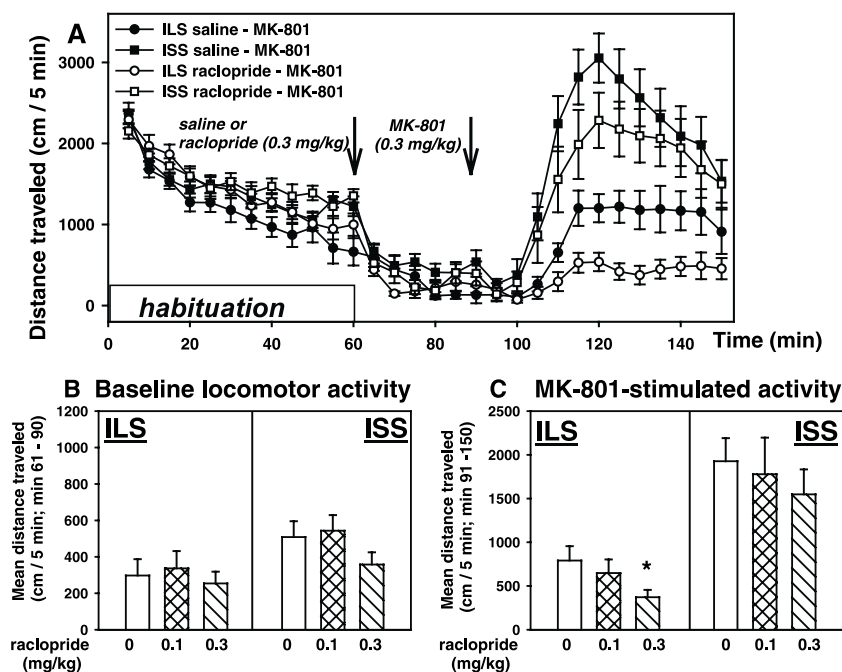 A
ILS saline - MK-801
ISS saline - MK-801
ILS raclopride - MK-801
ISS raclopride - MK-801
Distance traveled (cm / 5 min)
3000
2000
1000
0
saline or
raclopride (0.3 mg/kg)
MK-801
(0.3 mg/kg)
habituation
0
20
40
60
80
100
120
140
Time (min)
B Baseline locomotor activity
Mean distance traveled
(cm / 5 min; min 61 - 90)
1200
1000
800
600
400
200
0
ILS
ISS
raclopride
(mg/kg)
0
0.1
0.3
0
0.1
0.3
C MK-801-stimulated activity
Mean distance traveled
(cm / 5 min; min 91 -150)
2500
2000
1500
1000
500
0
ILS
ISS
*
raclopride
(mg/kg)
0
0.1
0.3
0
0.1
0.3